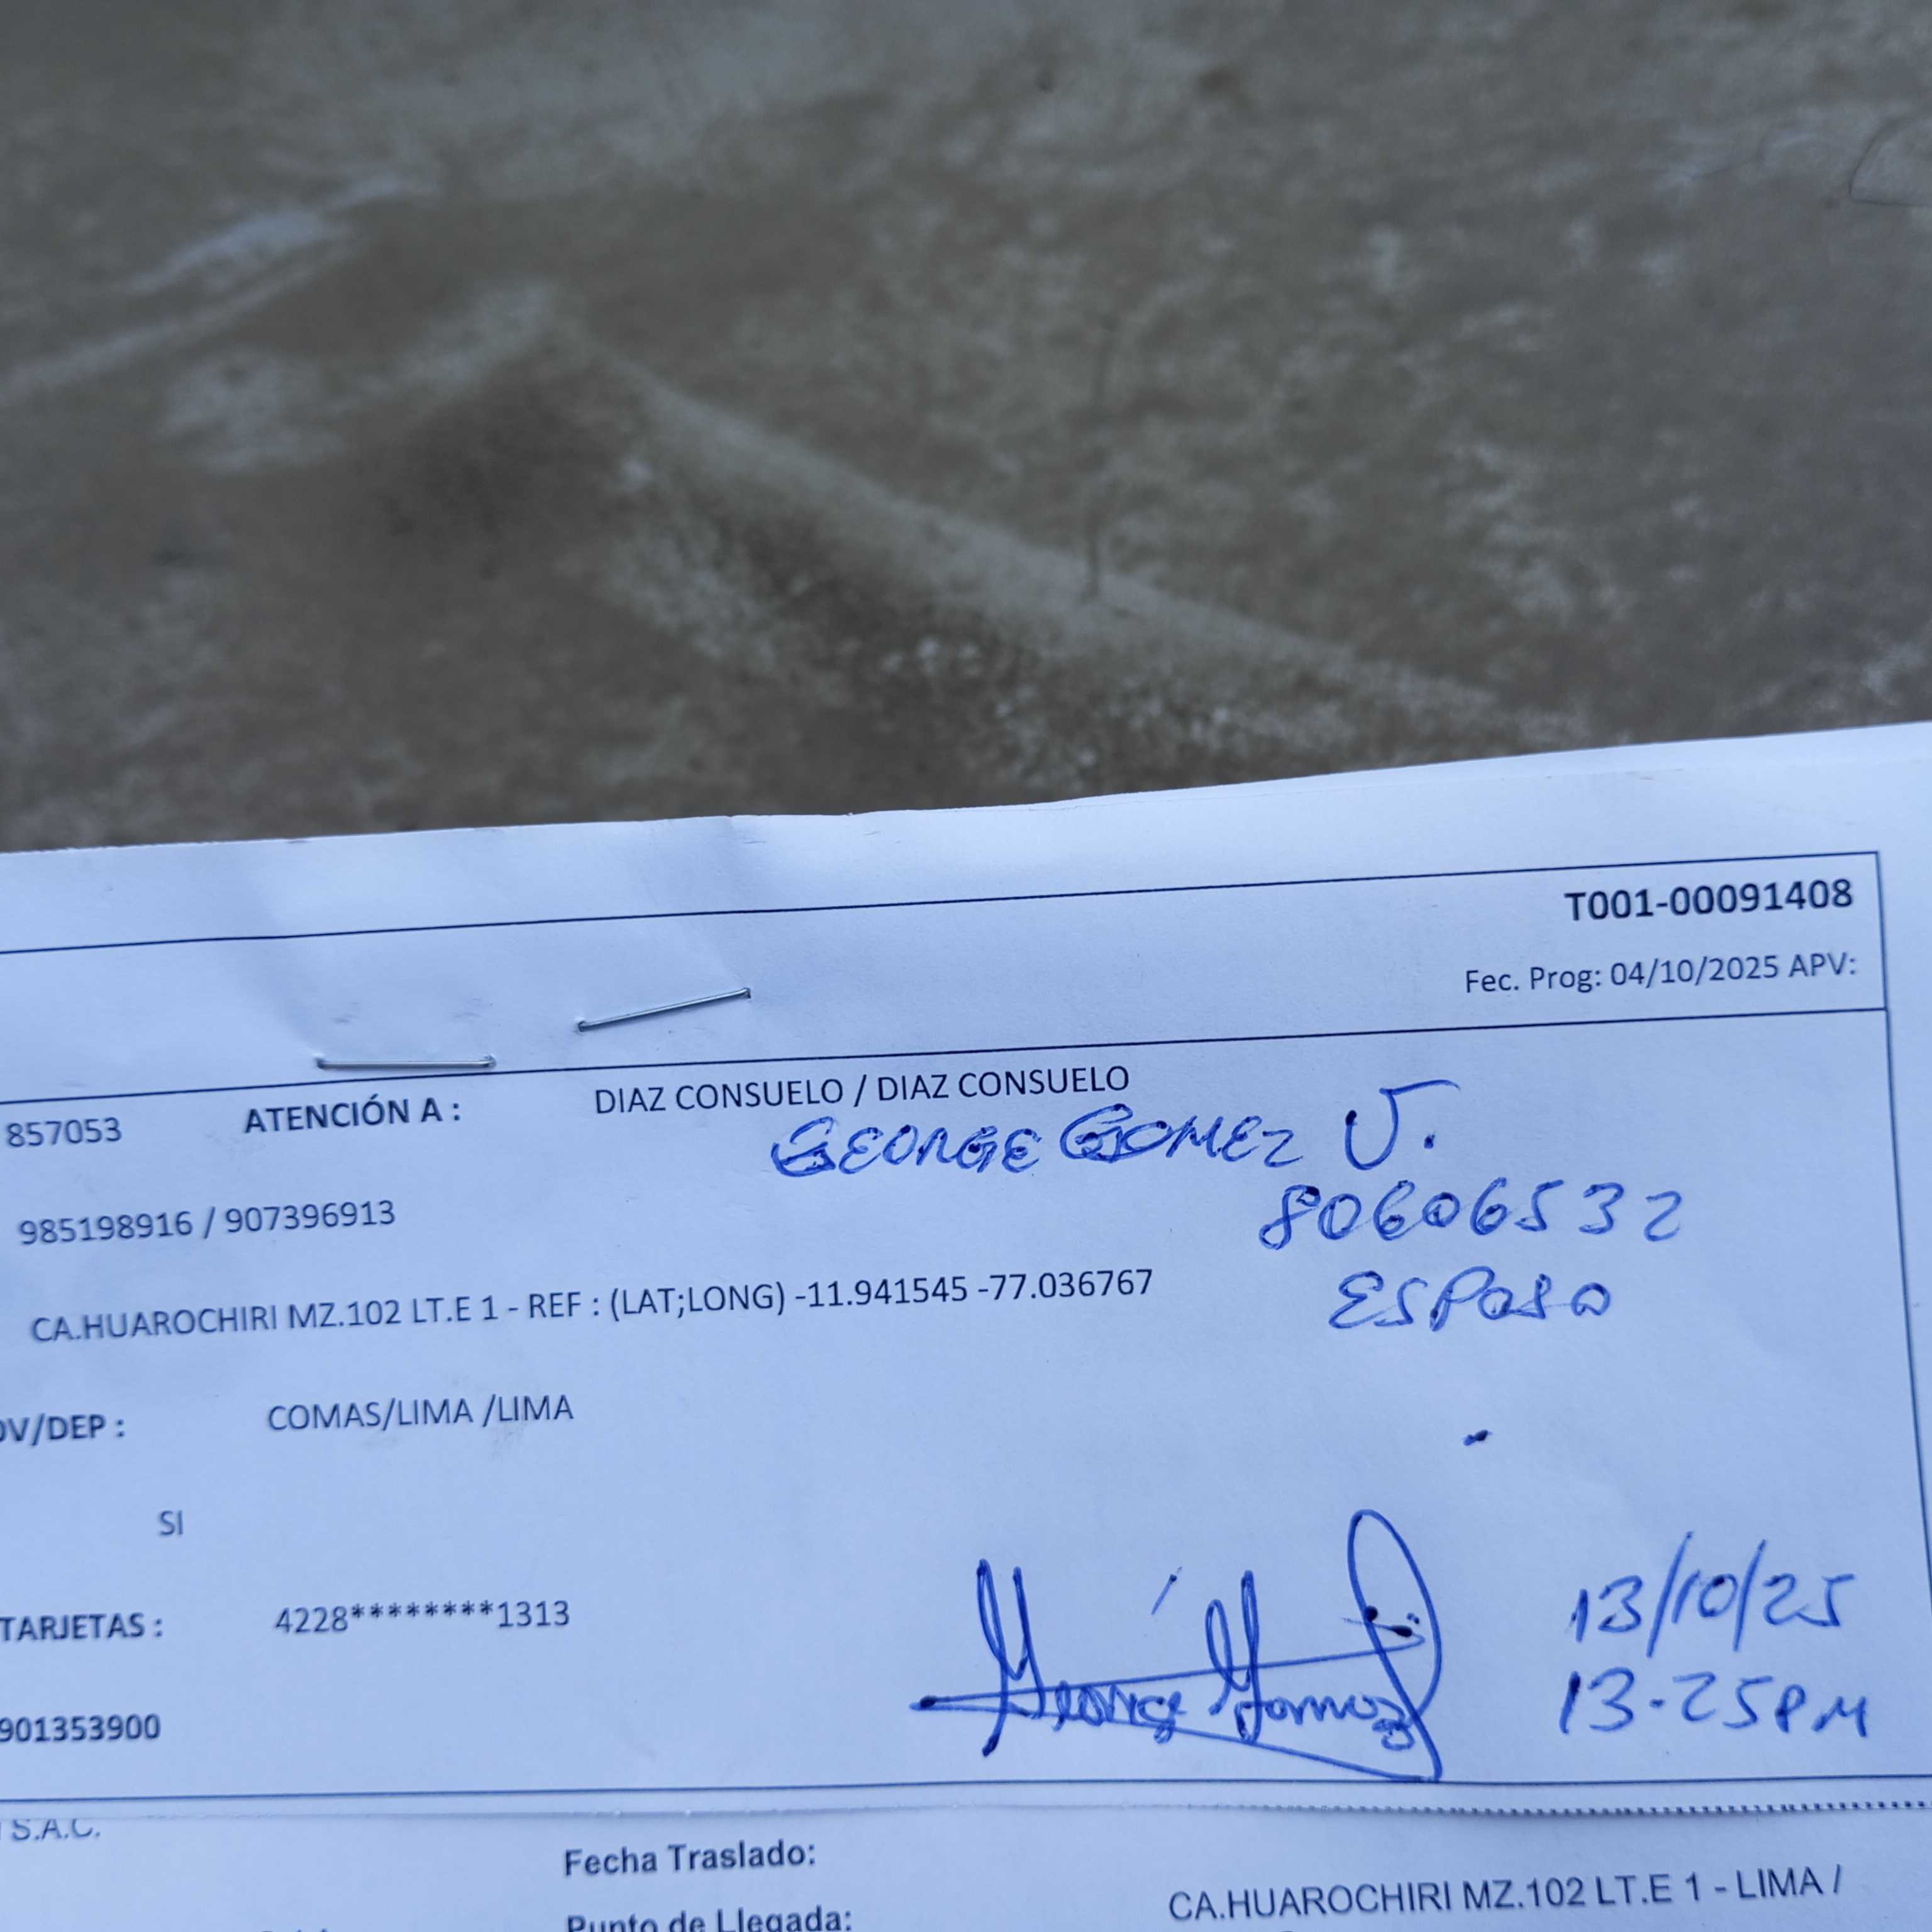 T001-00091408
Fec. Prog: 04/10/2025 APV:
857053 ATENCIÓN A : DIAZ CONSUELO / DIAZ CONSUELO
GEORGE GOMEZ V.
985198916 / 907396913
80606532
CA.HUAROCHIRI MZ.102 LT.E 1 - REF : (LAT;LONG) -11.941545 -77.036767
ESPOSO
OV/DEP : COMAS/LIMA /LIMA
SI
TARJETAS : 4228********1313
13/10/25
George Gomez
13-25PM
901353900
S.A.C.
Fecha Traslado:
CA.HUAROCHIRI MZ.102 LT.E 1 - LIMA /
Punto de Llegada: